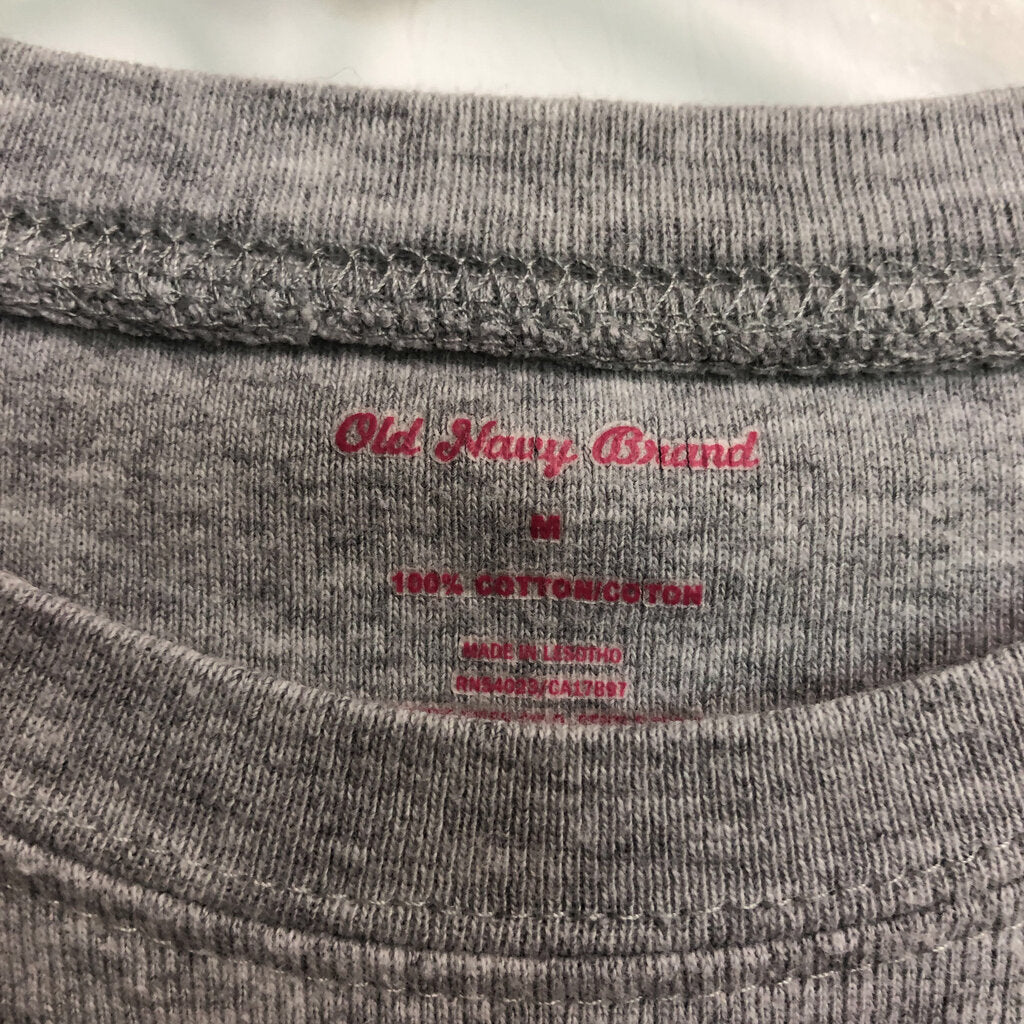 Old Navy Brand
M
100% COTTON/COTON
MADE IN LESOTHO
RN54023/CA17897